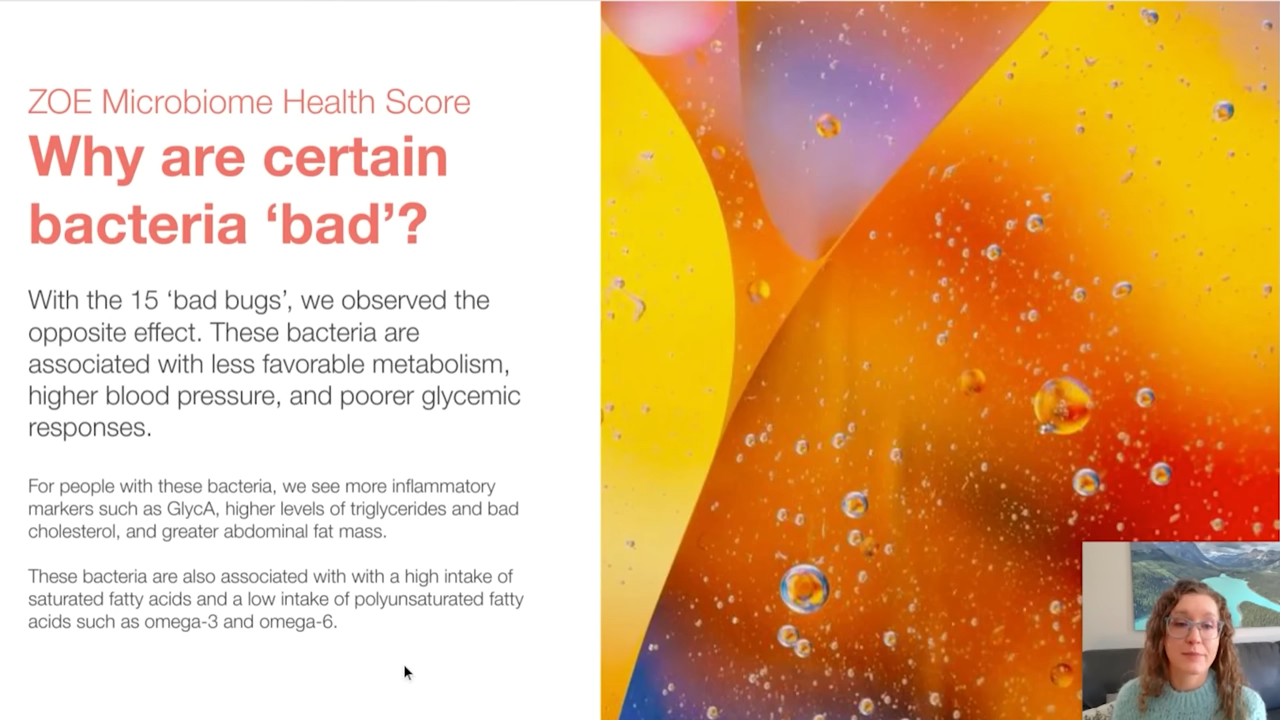 ZOE Microbiome Health Score
Why are certain
bacteria ‘bad’?
With the 15 ‘bad bugs’, we observed the
opposite effect. These bacteria are
associated with less favorable metabolism,
higher blood pressure, and poorer glycemic
responses.
For people with these bacteria, we see more inflammatory
markers such as GlycA, higher levels of triglycerides and bad
cholesterol, and greater abdominal fat mass.
These bacteria are also associated with with a high intake of
saturated fatty acids and a low intake of polyunsaturated fatty
acids such as omega-3 and omega-6.